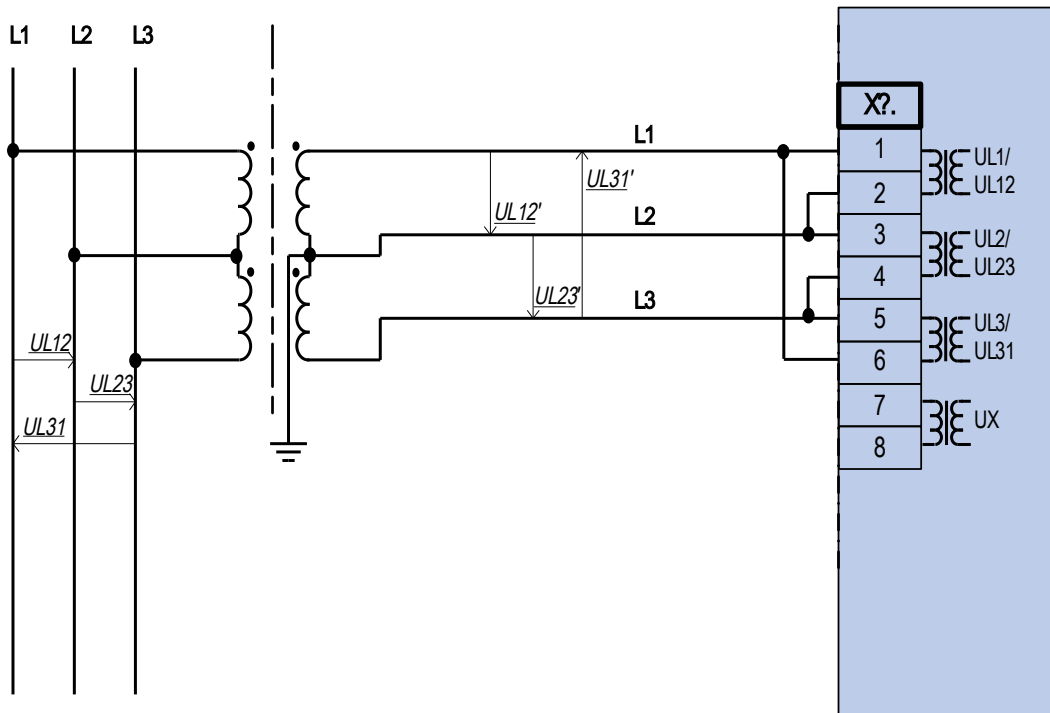 L1 L2 L3
X?.
L1
1
UL1/
UL12
UL31'
2
UL12'
L2
3
UL2/
UL23
4
UL23'
L3
5
UL3/
UL31
UL12
6
UL23
7
UX
UL31
8